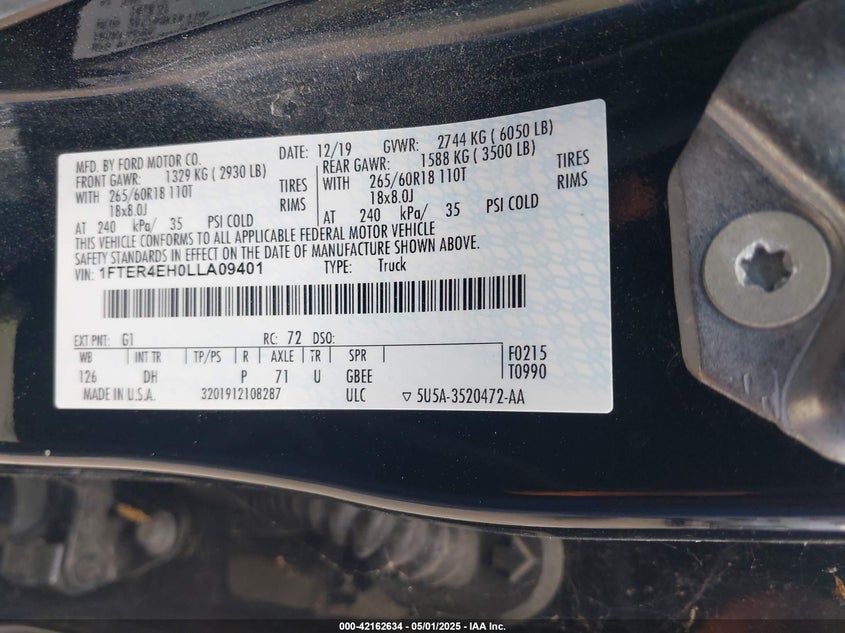 MFD. BY FORD MOTOR CO. DATE: 12/19 GVWR: 2744 KG ( 6050 LB)
FRONT GAWR: 1329 KG ( 2930 LB) REAR GAWR: 1588 KG ( 3500 LB)
WITH 265/60R18 110T TIRES WITH 265/60R18 110T TIRES
18x8.0J RIMS 18x8.0J RIMS
AT 240 kPa/ 35 PSI COLD AT 240 kPa/ 35 PSI COLD
THIS VEHICLE CONFORMS TO ALL APPLICABLE FEDERAL MOTOR VEHICLE
SAFETY STANDARDS IN EFFECT ON THE DATE OF MANUFACTURE SHOWN ABOVE.
VIN: 1FTER4EH0LLA09401 TYPE: Truck
EXT PNT: G1 RC: 72 DSO:
WB INT TR TP/PS R AXLE TR SPR F0215
126 DH P 71 U GBEE T0990
MADE IN U.S.A. 3201912108287 ULC ▽ 5U5A-3520472-AA
000-42162634 - 05/01/2025 - IAA Inc.